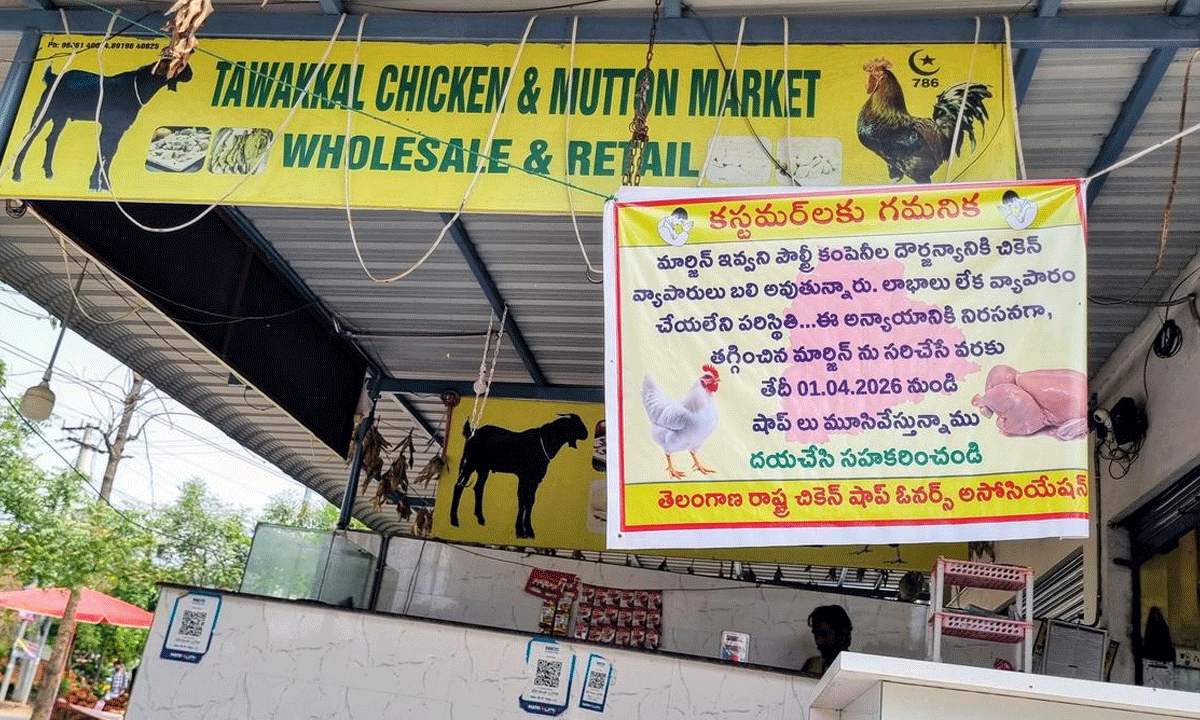 TAWAKKAL CHICKEN & MUTTON MARKET
786
WHOLESALE & RETAIL
కస్టమర్‌లకు గమనిక
మార్జిన్ ఇవ్వని పౌల్ట్రీ కంపెనీల దౌర్జన్యానికి చికెన్
వ్యాపారులు బలి అవుతున్నారు. లాభాలు లేక వ్యాపారం
చేయలేని పరిస్థితి...ఈ అన్యాయానికి నిరసనగా,
తగ్గించిన మార్జిన్ ను సరిచేసే వరకు
తేదీ 01.04.2026 నుండి
షాప్ లు మూసివేస్తున్నాము
దయచేసి సహకరించండి
తెలంగాణ రాష్ట్ర చికెన్ షాప్ ఓనర్స్ అసోసియేషన్